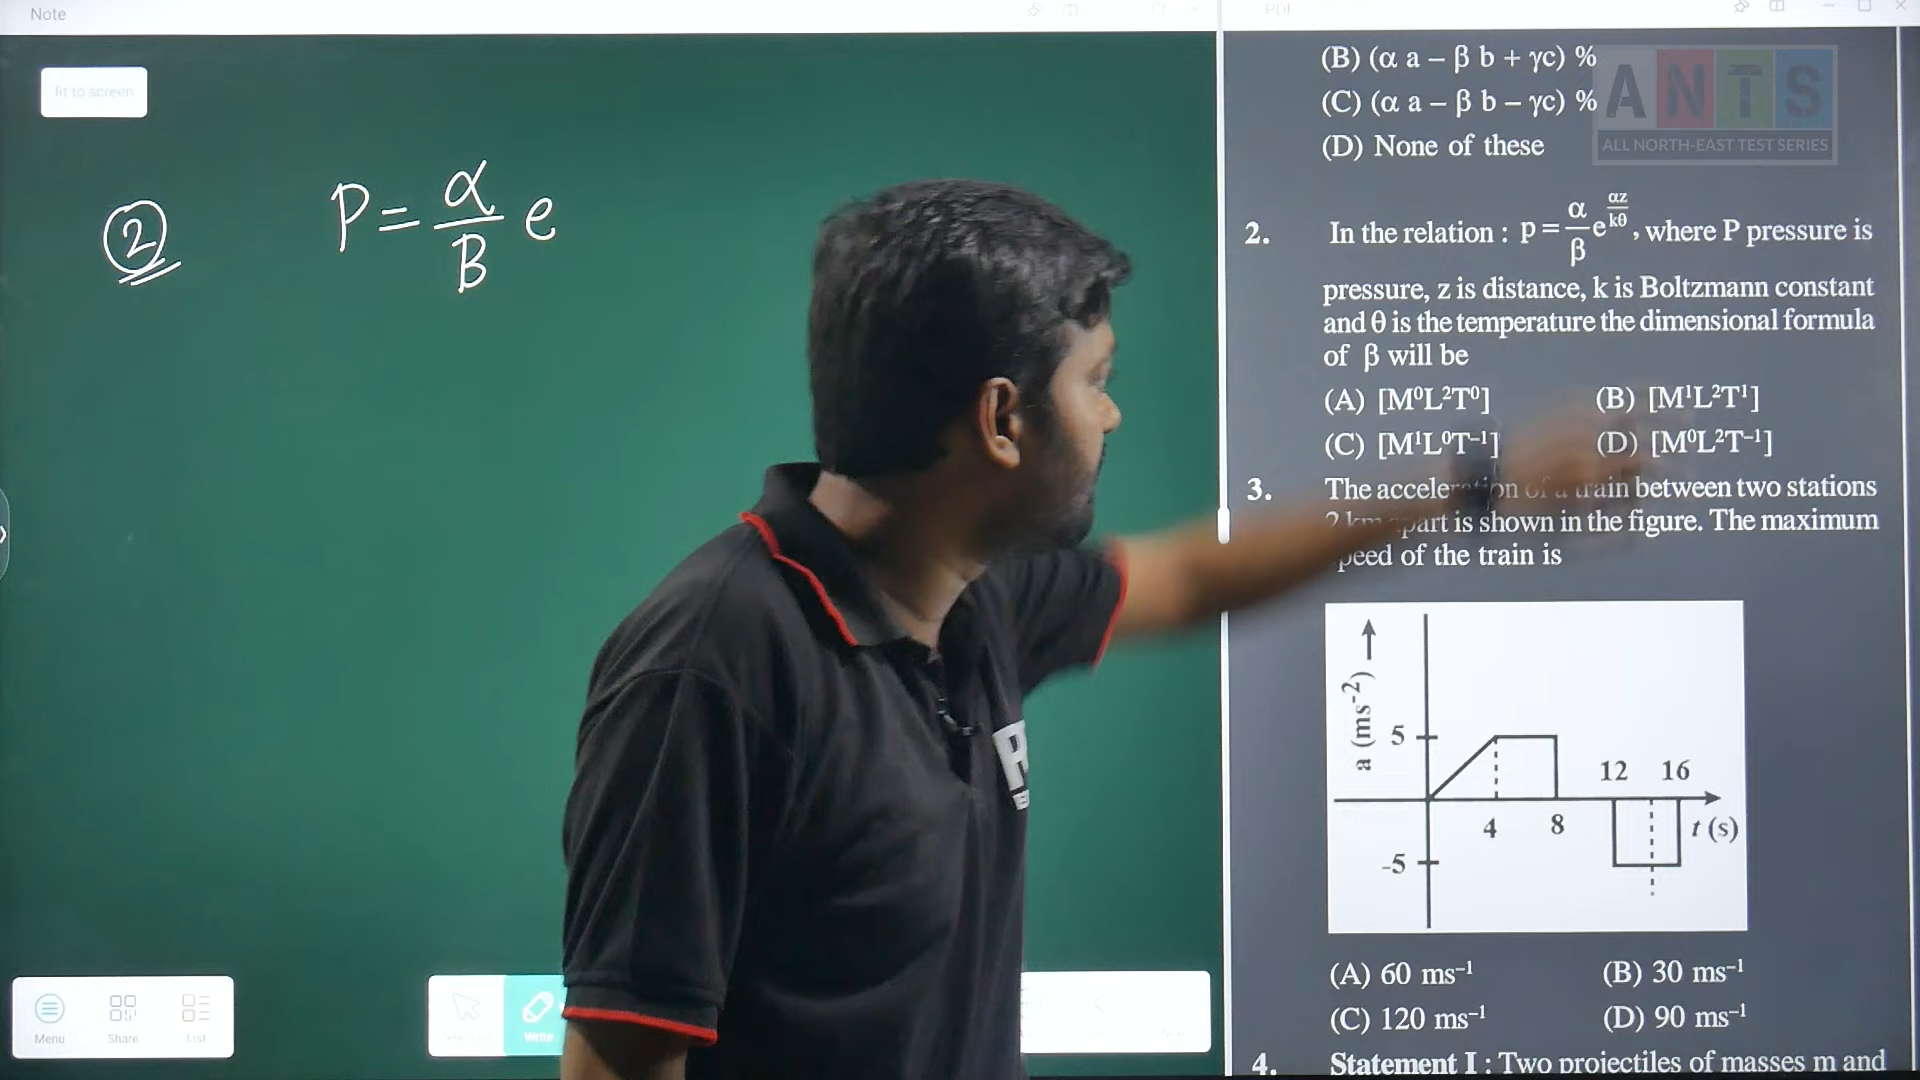 Note
PDF
fit to screen
② P = α/B e
(B) (α a – β b + γc) %
(C) (α a – β b – γc) %
(D) None of these
ANTS
ALL NORTH-EAST TEST SERIES
2. In the relation : p = α/β e^(αz/kθ), where P pressure is
pressure, z is distance, k is Boltzmann constant
and θ is the temperature the dimensional formula
of β will be
(A) [M⁰L²T⁰] (B) [M¹L²T¹]
(C) [M¹L⁰T⁻¹] (D) [M⁰L²T⁻¹]
3. The of a train between two stations
2 km apart is shown in the figure. The maximum
of the train is
a (ms⁻²)
5
12 16
4 8 t (s)
-5
(A) 60 ms⁻¹ (B) 30 ms⁻¹
(C) 120 ms⁻¹ (D) 90 ms⁻¹
4. Statement I : Two projectiles of masses m and
Menu Share List
Write